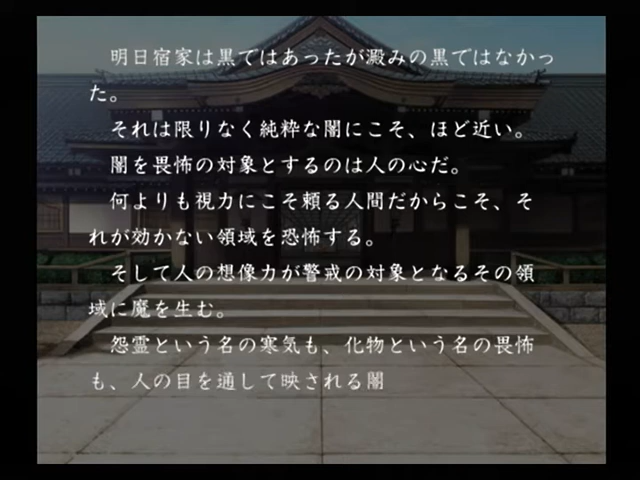 明日宿家は黒ではあったが澱みの黒ではなかっ
た。
それは限りなく純粋な闇にこそ、ほど近い。
闇を畏怖の対象とするのは人の心だ。
何よりも視力にこそ頼る人間だからこそ、そ
れが効かない領域を恐怖する。
そして人の想像力が警戒の対象となるその領
域に魔を生む。
怨霊という名の寒気も、化物という名の畏怖
も、人の目を通して映される闇